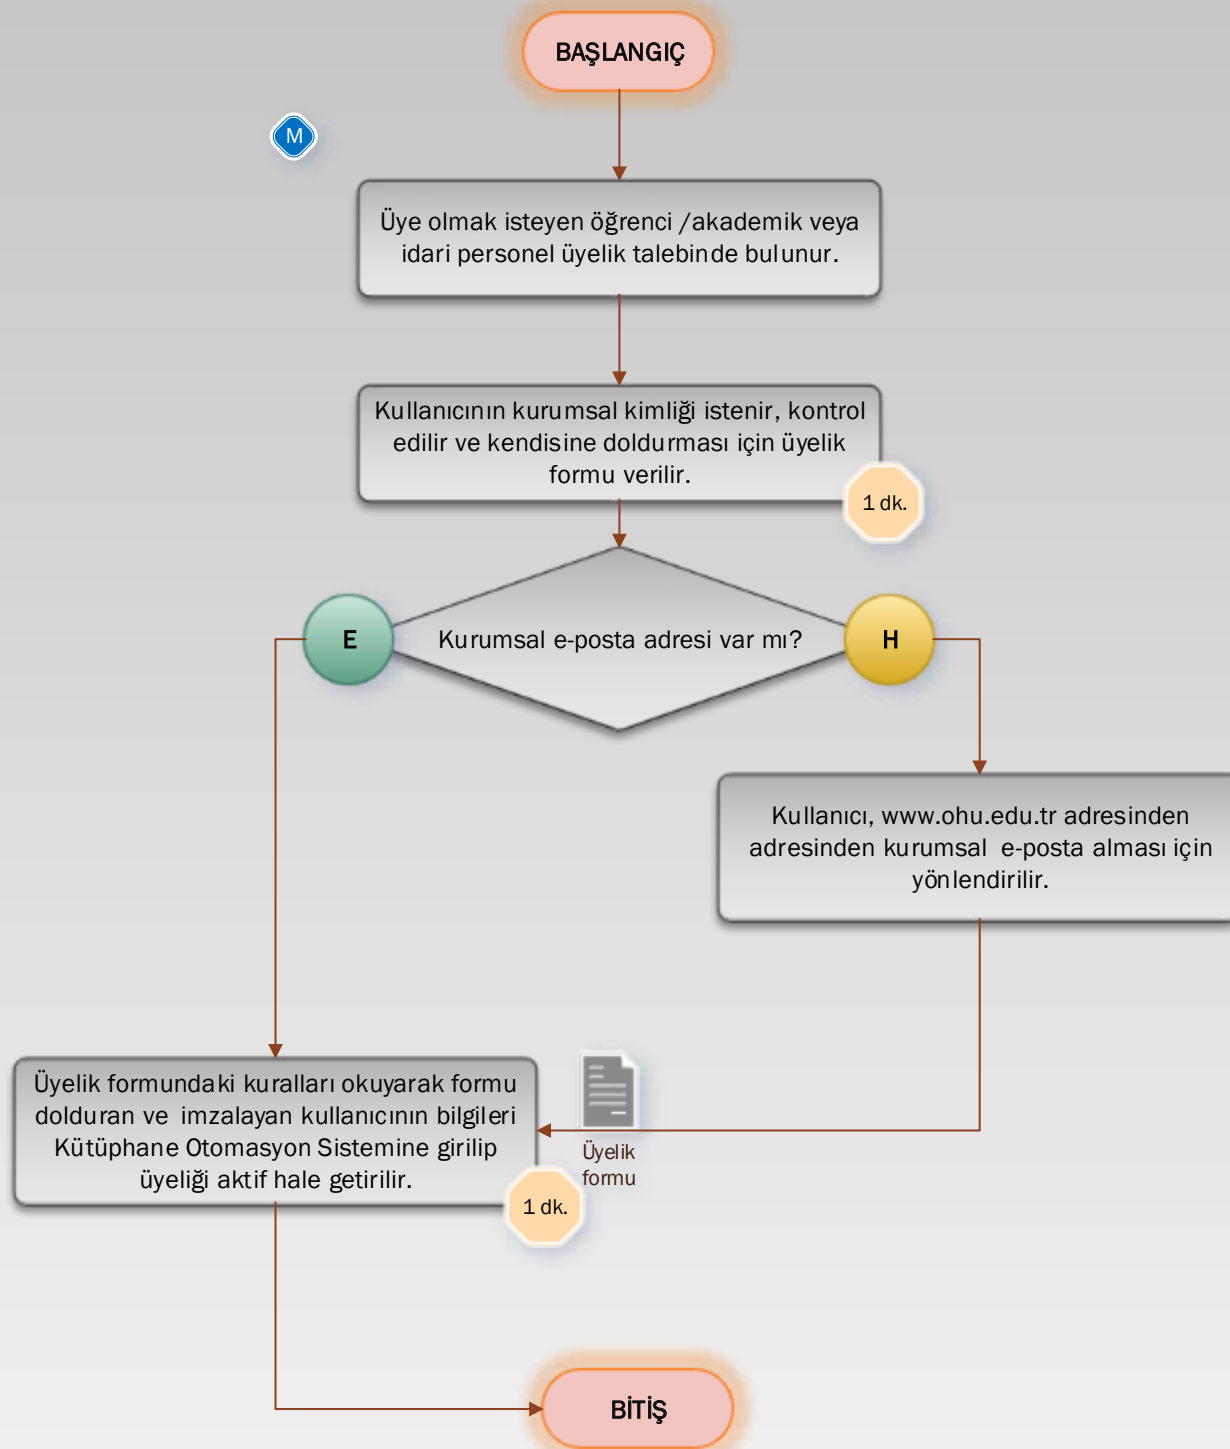 BAŞLANGIÇ
M
Üye olmak isteyen öğrenci /akademik veya
idari personel üyelik talebinde bulunur.
Kullanıcının kurumsal kimliği istenir, kontrol
edilir ve kendisine doldurması için üyelik
formu verilir.
1 dk.
E
Kurumsal e-posta adresi var mı?
H
Kullanıcı, www.ohu.edu.tr adresinden
adresinden kurumsal e-posta alması için
yönlendirilir.
Üyelik formundaki kuralları okuyarak formu
dolduran ve imzalayan kullanıcının bilgileri
Kütüphane Otomasyon Sistemine girilip
üyeliği aktif hale getirilir.
Üyelik
formu
1 dk.
BİTİŞ